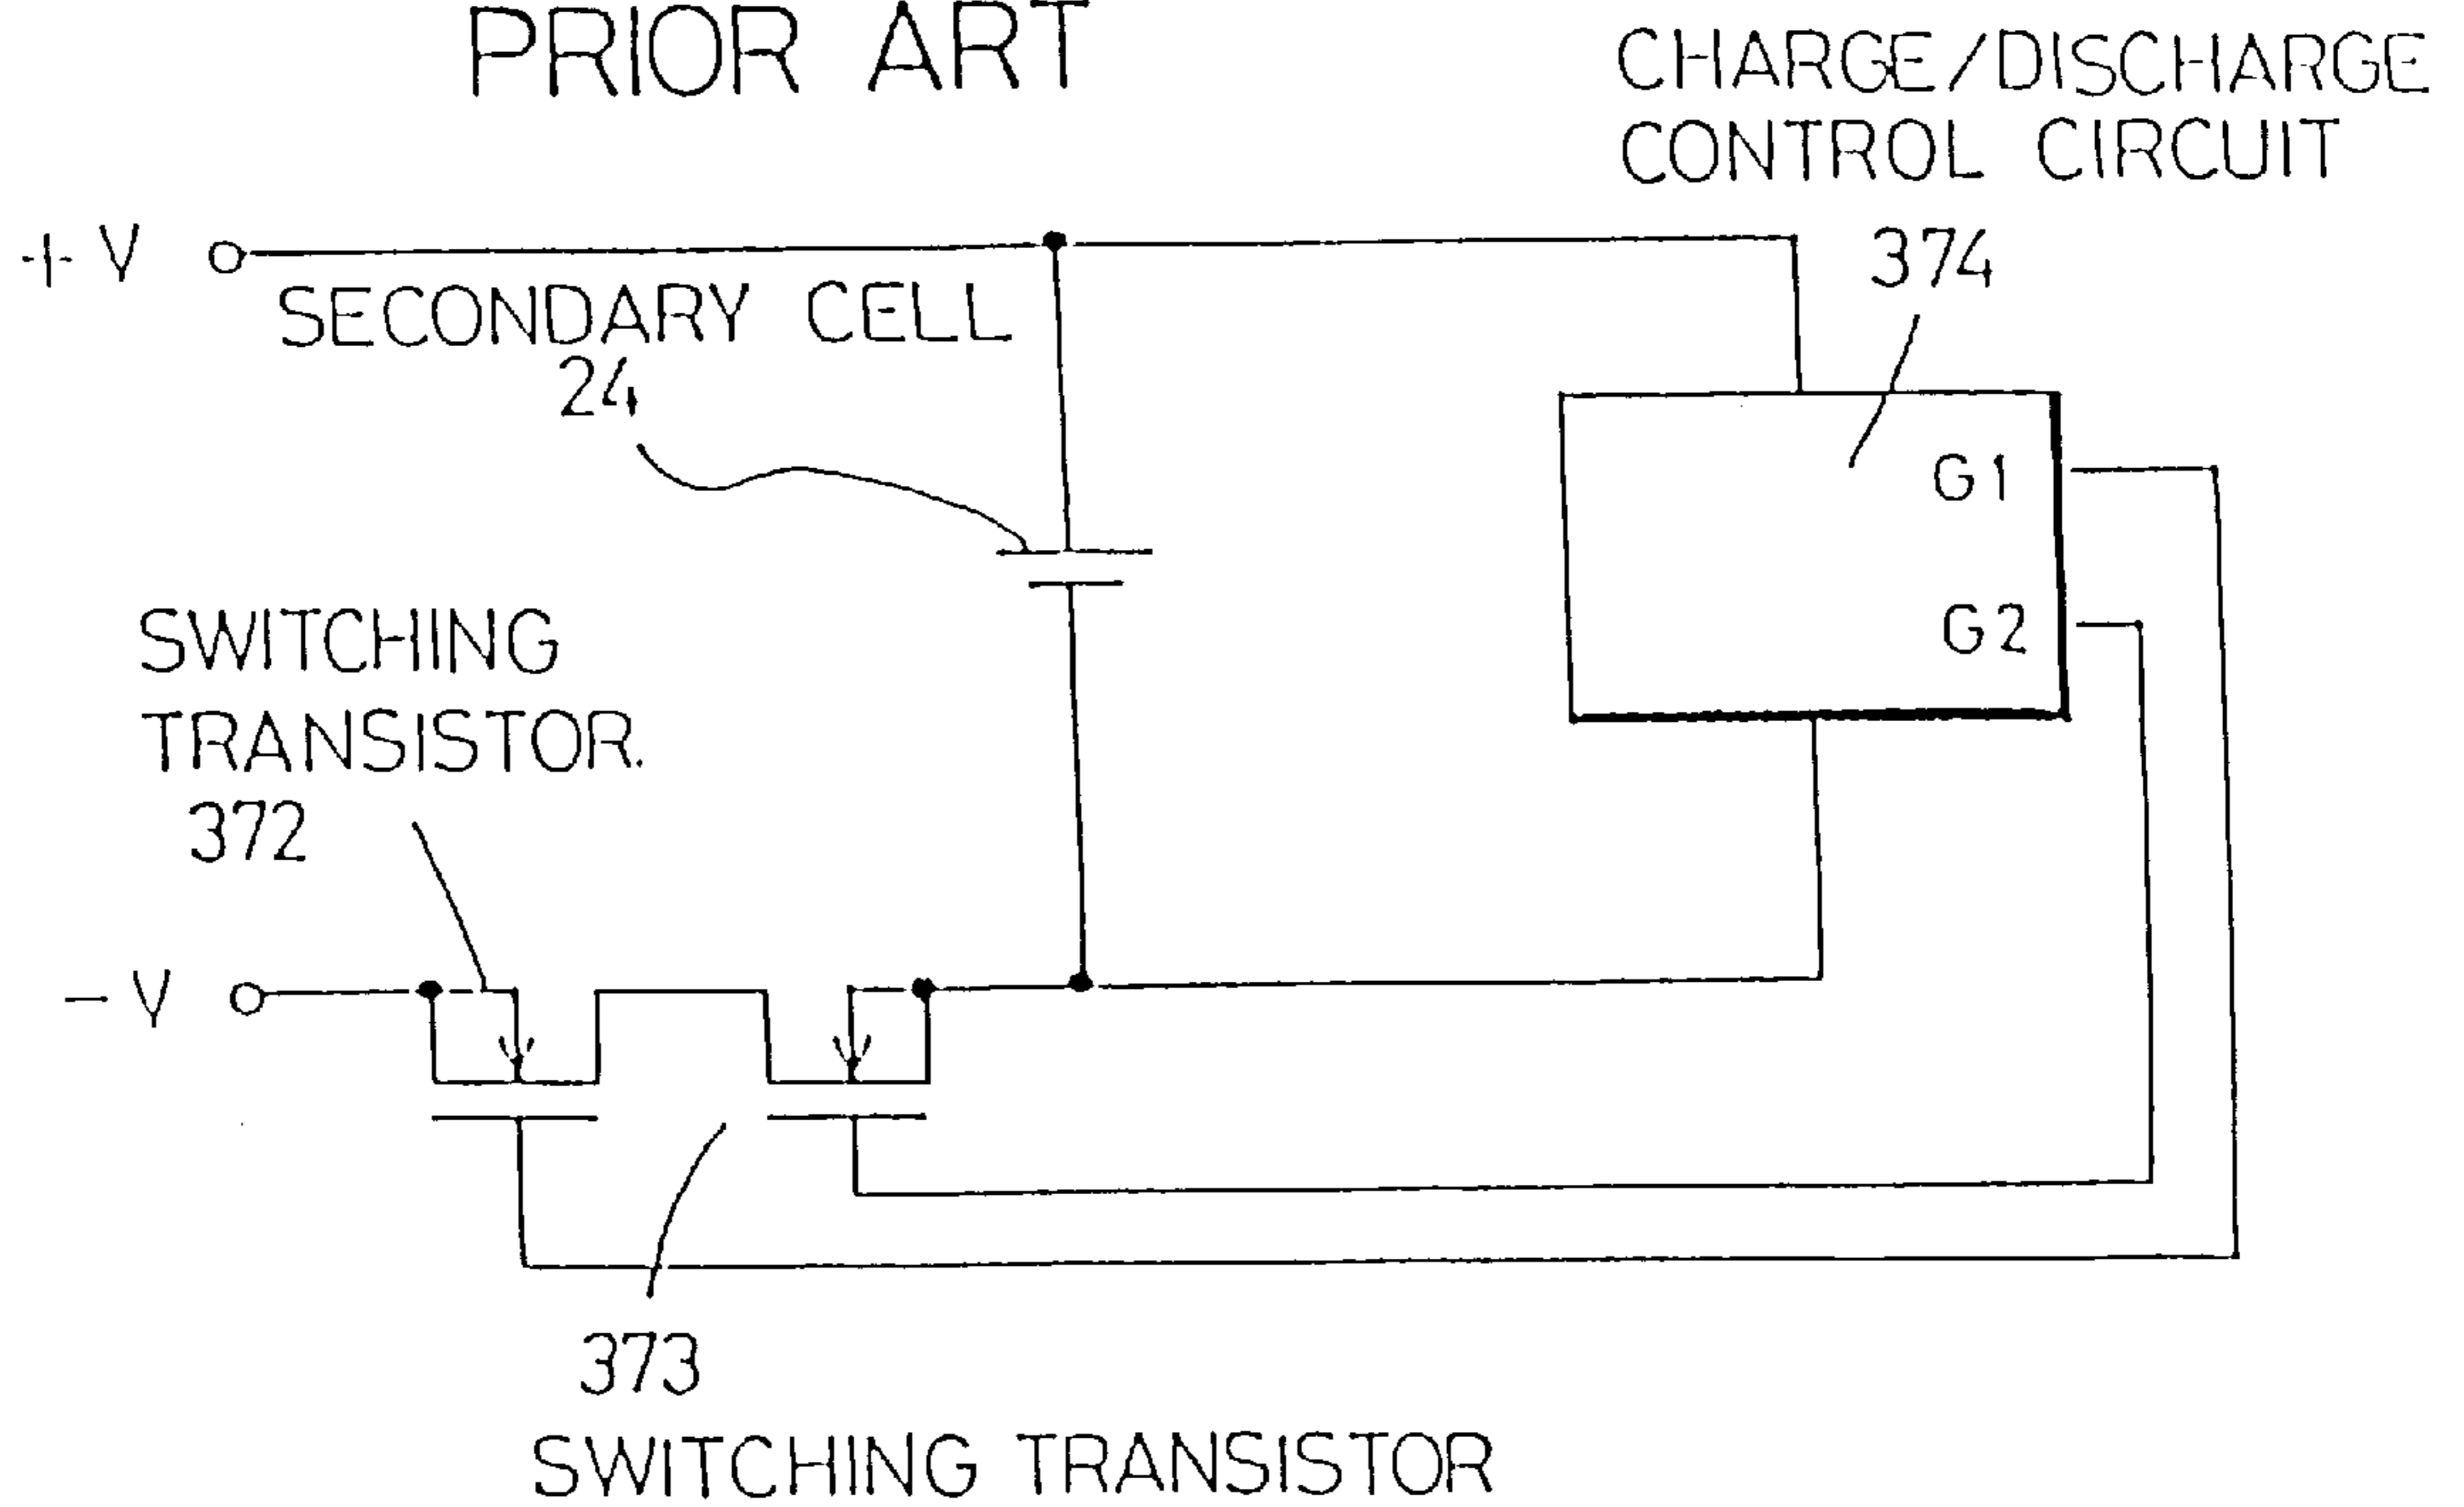 PRIOR ART
CHARGE/DISCHARGE
CONTROL CIRCUIT
374
+ V
SECONDARY CELL
24
G1
G2
SWITCHING
TRANSISTOR.
372
- V
373
SWITCHING TRANSISTOR